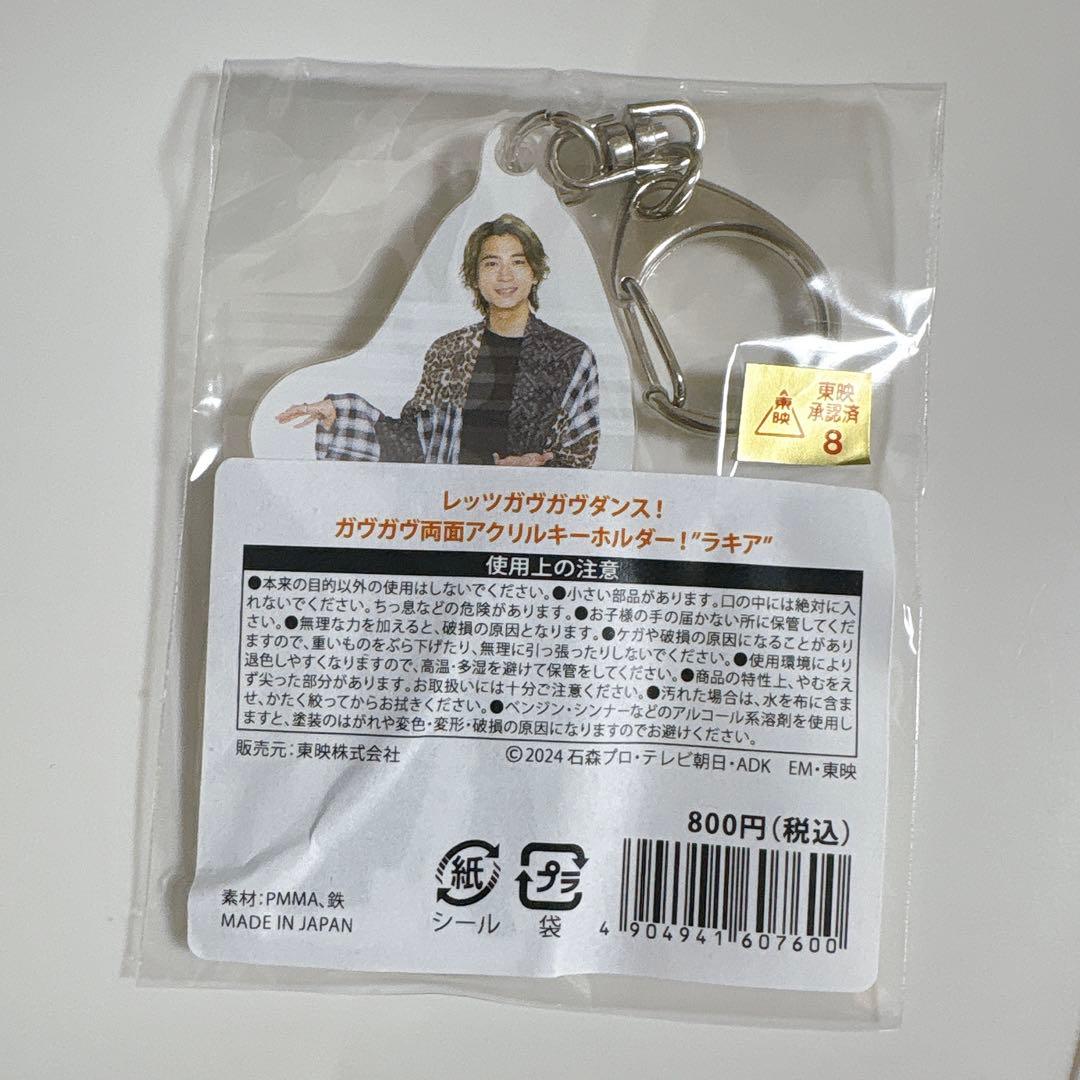 東映
東映
承認済
8
レッツガヴガヴダンス！
ガヴガヴ両面アクリルキーホルダー！"ラキア"
使用上の注意
●本来の目的以外の使用はしないでください。●小さい部品があります。口の中には絶対に入
れないでください。ちっ息などの危険があります。●お子様の手の届かない所に保管してくだ
さい。●無理な力を加えると、破損の原因となります。●ケガや破損の原因になることがあり
ますので、重いものをぶら下げたり、無理に引っ張ったりしないでください。●使用環境により
退色しやすくなりますので、高温・多湿を避けて保管をしてください。●商品の特性上、やむをえ
ず尖った部分があります。お取扱いには十分ご注意ください。●汚れた場合は、水を布に含ま
せ、かたく絞ってからお拭きください。●ベンジン・シンナーなどのアルコール系溶剤を使用し
ますと、塗装のはがれや変色・変形・破損の原因になりますのでお避けください。
販売元：東映株式会社 ©2024 石森プロ・テレビ朝日・ADK EM・東映
800円（税込）
紙 プラ
シール 袋
素材：PMMA、鉄
MADE IN JAPAN
4 904941 607600